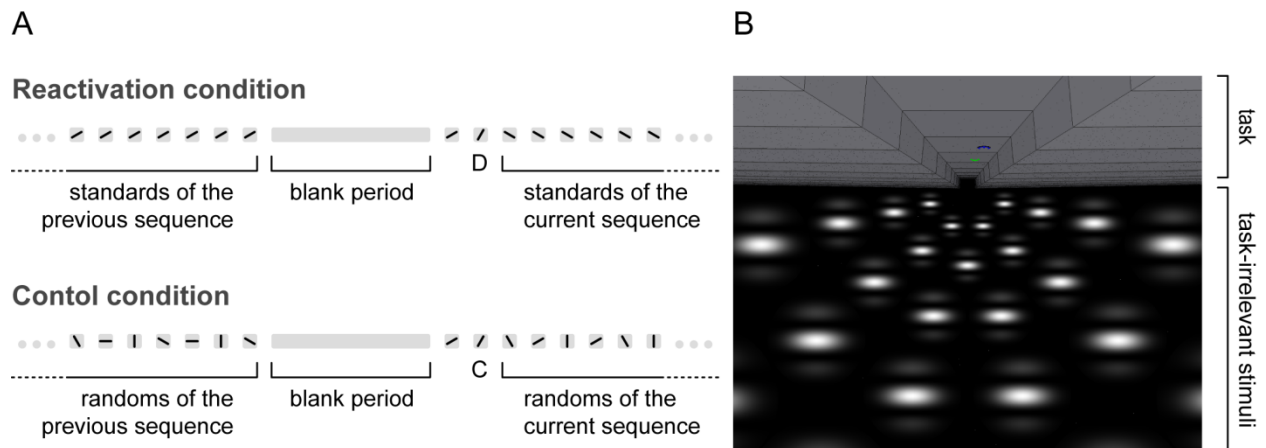 A
Reactivation condition
D
standards of the
previous sequence
blank period
standards of the
current sequence
Contol condition
C
randoms of the
previous sequence
blank period
randoms of the
current sequence
B
task
task-irrelevant stimuli